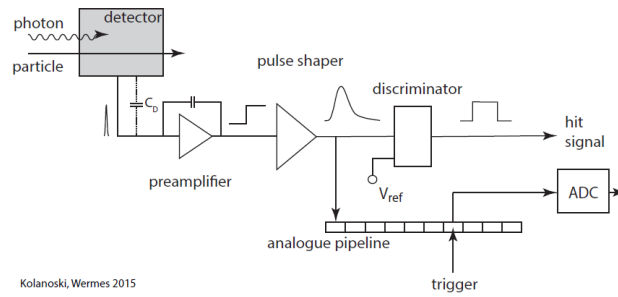 photon
detector
particle
C_D
pulse shaper
preamplifier
discriminator
V_ref
hit
signal
ADC
analogue pipeline
trigger
Kolanoski, Wermes 2015